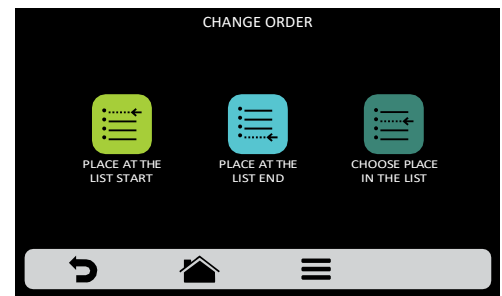 CHANGE ORDER
PLACE AT THE
LIST START
PLACE AT THE
LIST END
CHOOSE PLACE
IN THE LIST